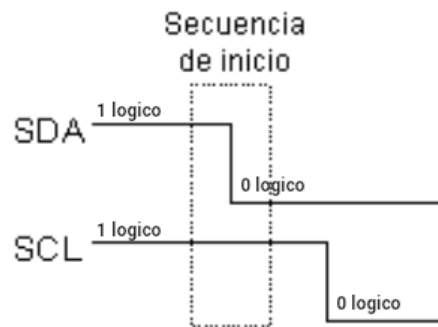 Secuencia
de inicio
1 logico
SDA
0 logico
1 logico
SCL
0 logico